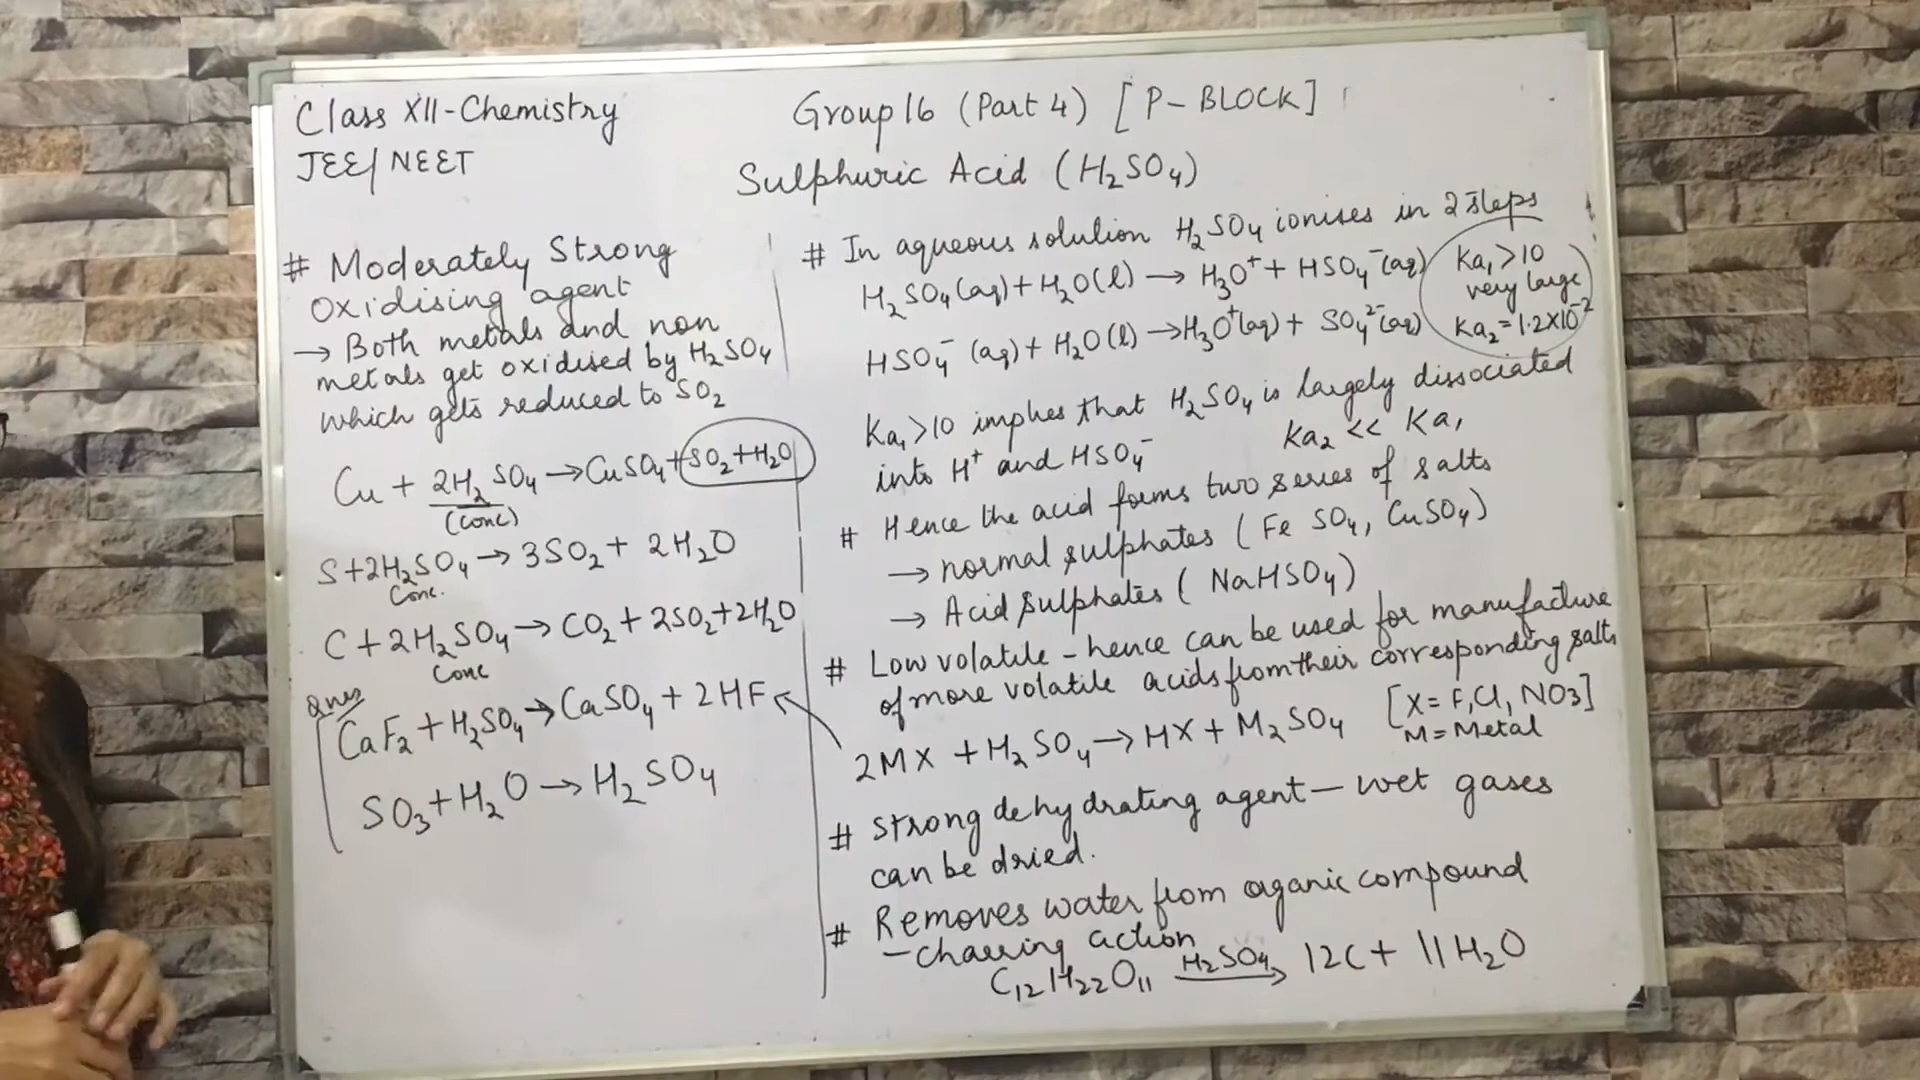 Class XII-Chemistry
JEE/NEET
Group 16 (Part 4) [P-BLOCK]
Sulphuric Acid (H₂SO₄)
# Moderately Strong
Oxidising agent
→ Both metals and non
metals get oxidised by H₂SO₄
which gets reduced to SO₂
Cu + 2H₂SO₄ → CuSO₄ + SO₂ + H₂O
(conc)
S + 2H₂SO₄ → 3SO₂ + 2H₂O
Conc.
C + 2H₂SO₄ → CO₂ + 2SO₂ + 2H₂O
Conc
Ques
CaF₂ + H₂SO₄ → CaSO₄ + 2HF
SO₃ + H₂O → H₂SO₄
# In aqueous solution H₂SO₄ ionises in 2 steps
H₂SO₄(aq) + H₂O(l) → H₃O⁺ + HSO₄⁻(aq)
Ka₁ > 10
very large
HSO₄⁻(aq) + H₂O(l) → H₃O⁺(aq) + SO₄²⁻(aq)
Ka₂ = 1.2×10⁻²
Ka₁ > 10 implies that H₂SO₄ is largely dissociated
into H⁺ and HSO₄⁻
Ka₂ << Ka₁
# Hence the acid forms two series of salts
→ normal sulphates (FeSO₄, CuSO₄)
→ Acid sulphates (NaHSO₄)
# Low volatile - hence can be used for manufacture
of more volatile acids from their corresponding salts
2MX + H₂SO₄ → HX + M₂SO₄
[X = F, Cl, NO3]
M = Metal
# Strong dehydrating agent — wet gases
can be dried.
# Removes water from oganic compound
- charring action
C₁₂H₂₂O₁₁ H₂SO₄→ 12C + 11H₂O